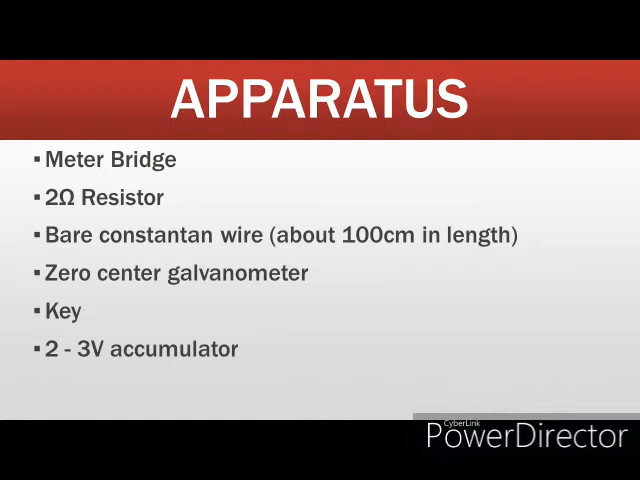 APPARATUS
▪ Meter Bridge
▪ 2Ω Resistor
▪ Bare constantan wire (about 100cm in length)
▪ Zero center galvanometer
▪ Key
▪ 2 - 3V accumulator
CyberLink
PowerDirector